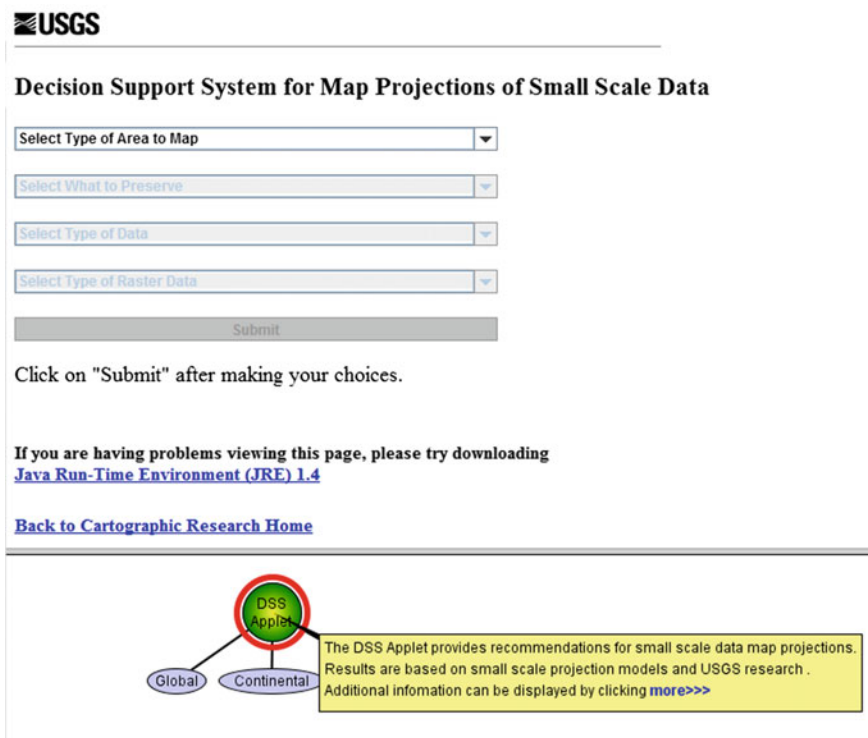 USGS
Decision Support System for Map Projections of Small Scale Data
Select Type of Area to Map
Select What to Preserve
Select Type of Data
Select Type of Raster Data
Submit
Click on "Submit" after making your choices.
If you are having problems viewing this page, please try downloading
Java Run-Time Environment (JRE) 1.4
Back to Cartographic Research Home
DSS
Applet
Global
Continental
The DSS Applet provides recommendations for small scale data map projections.
Results are based on small scale projection models and USGS research .
Additional infomation can be displayed by clicking more>>>